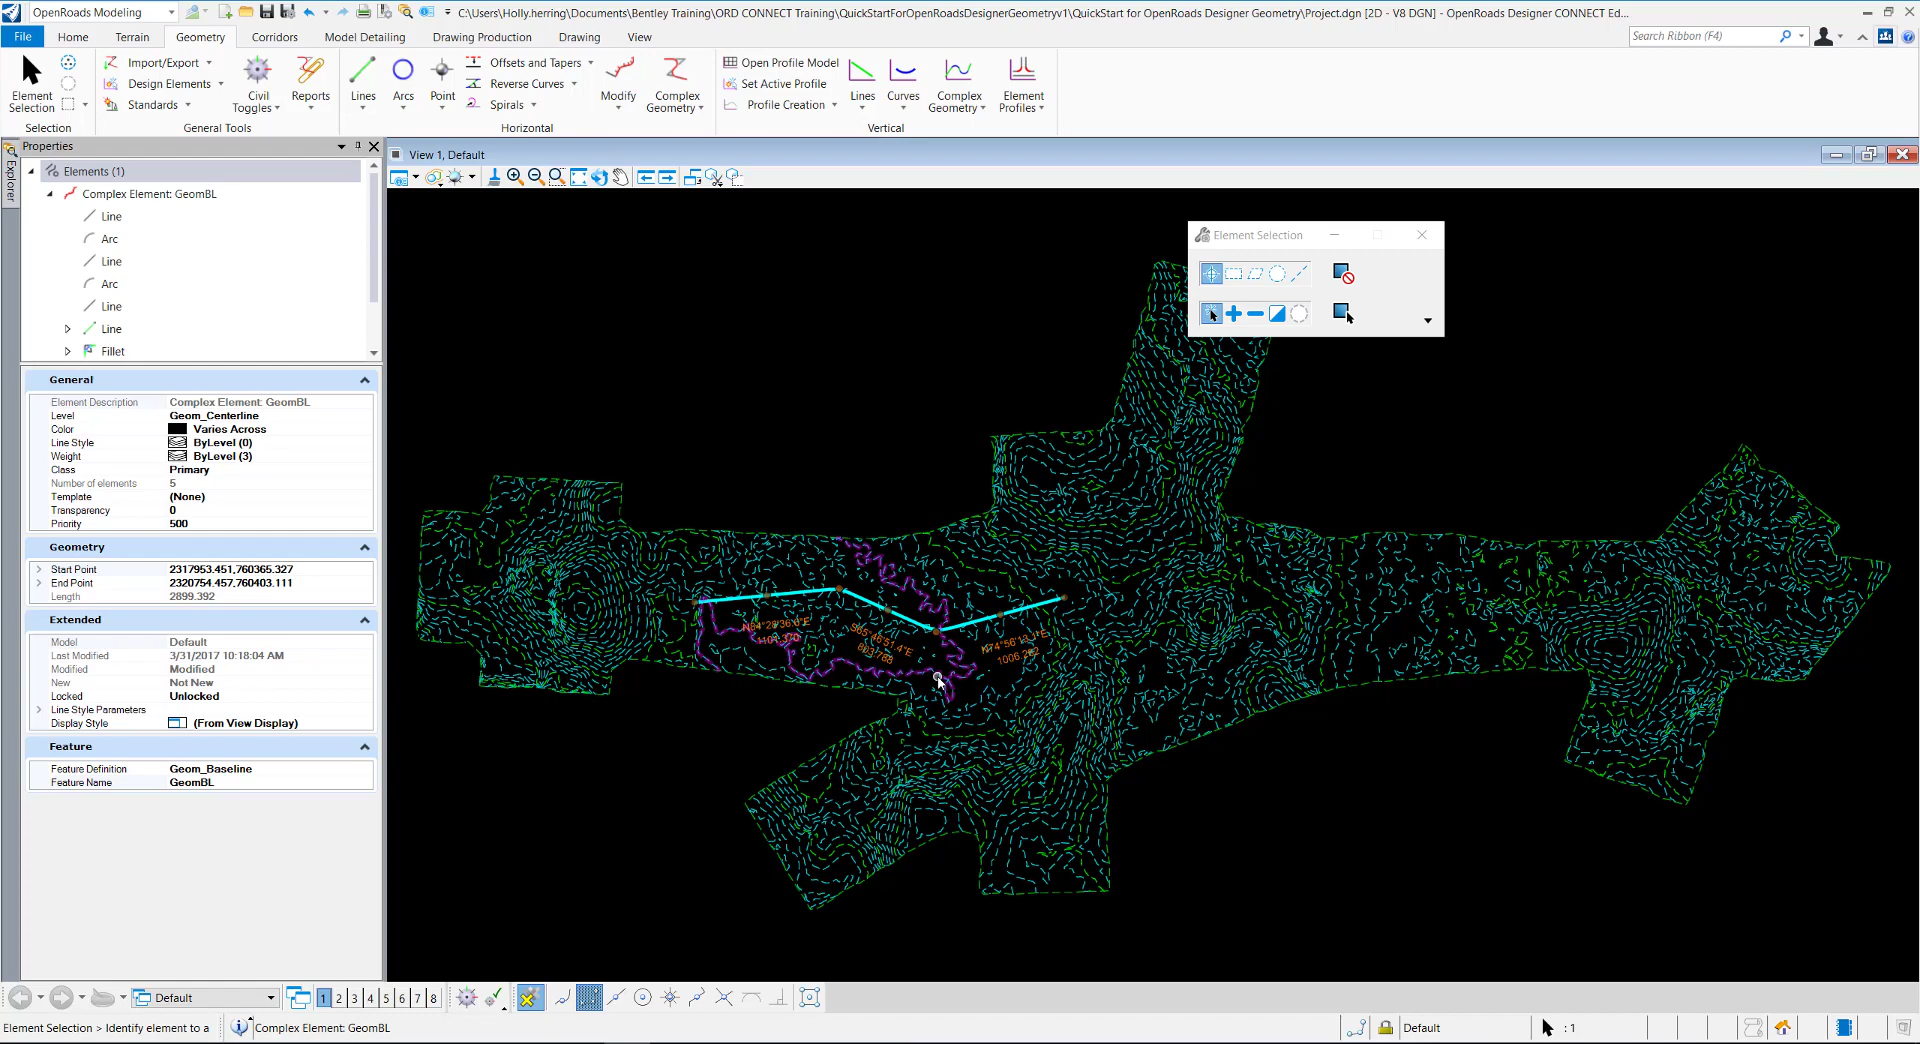 OpenRoads Modeling
C:\Users\Holly.herring\Documents\Bentley Training\ORD CONNECT Training\QuickStartForOpenRoadsDesignerGeometryv1\QuickStart for OpenRoads Designer Geometry\Project.dgn [2D - V8 DGN] - OpenRoads Designer CONNECT Ed...
File Home Terrain Geometry Corridors Model Detailing Drawing Production Drawing View
Search Ribbon (F4)
Element Selection
Import/Export
Design Elements
Standards
Civil Toggles
Reports
Lines
Arcs
Point
Offsets and Tapers
Reverse Curves
Spirals
Modify
Complex Geometry
Open Profile Model
Set Active Profile
Profile Creation
Lines
Curves
Complex Geometry
Element Profiles
Selection
General Tools
Horizontal
Vertical
Explorer
Properties
Elements (1)
Complex Element: GeomBL
Line
Arc
Line
Arc
Line
Line
Fillet
General
Element Description Complex Element: GeomBL
Level Geom_Centerline
Color Varies Across
Line Style ByLevel (0)
Weight ByLevel (3)
Class Primary
Number of elements 5
Template (None)
Transparency 0
Priority 500
Geometry
Start Point 2317953.451,760365.327
End Point 2320754.457,760403.111
Length 2899.392
Extended
Model Default
Last Modified 3/31/2017 10:18:04 AM
Modified Modified
New Not New
Locked Unlocked
Line Style Parameters
Display Style (From View Display)
Feature
Feature Definition Geom_Baseline
Feature Name GeomBL
View 1, Default
Element Selection
Default
1 2 3 4 5 6 7 8
Element Selection > Identify element to a
Complex Element: GeomBL
Default
: 1